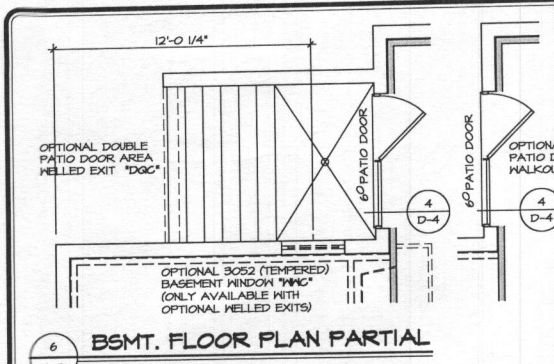 12'-0 1/4"
OPTIONAL DOUBLE
PATIO DOOR AREA
WELLED EXIT "DQC"
6⁰ PATIO DOOR
4
D-4
6⁰ PATIO DOOR
OPTIONA
PATIO D
WALKOU
4
D-4
OPTIONAL 3052 (TEMPERED)
BASEMENT WINDOW "WWC"
(ONLY AVAILABLE WITH
OPTIONAL WELLED EXITS)
6
BSMT. FLOOR PLAN PARTIAL